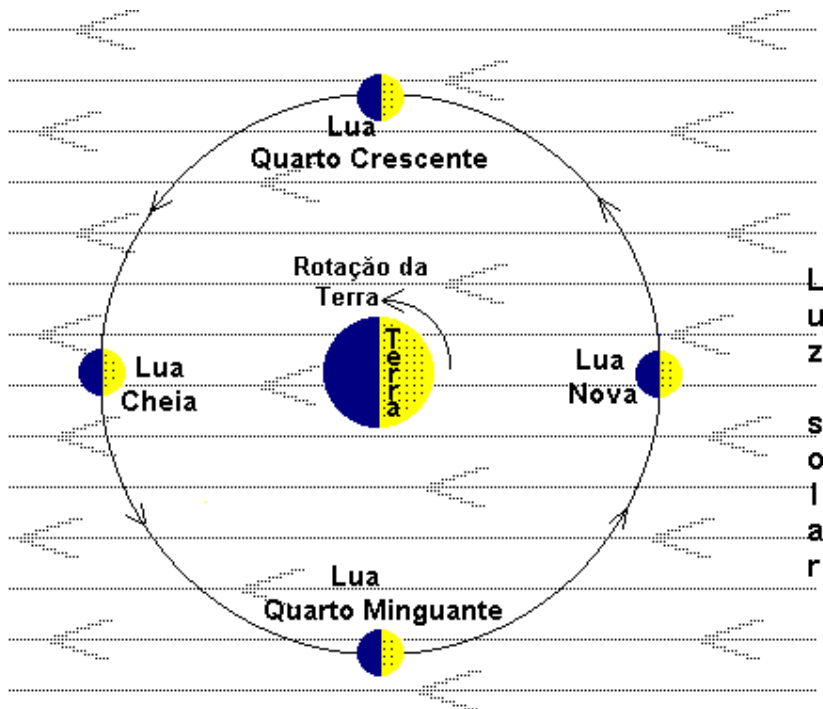 Lua
Quarto Crescente
Rotação da
Terra
Terra
Lua
Cheia
Lua
Nova
Luz solar
Lua
Quarto Minguante